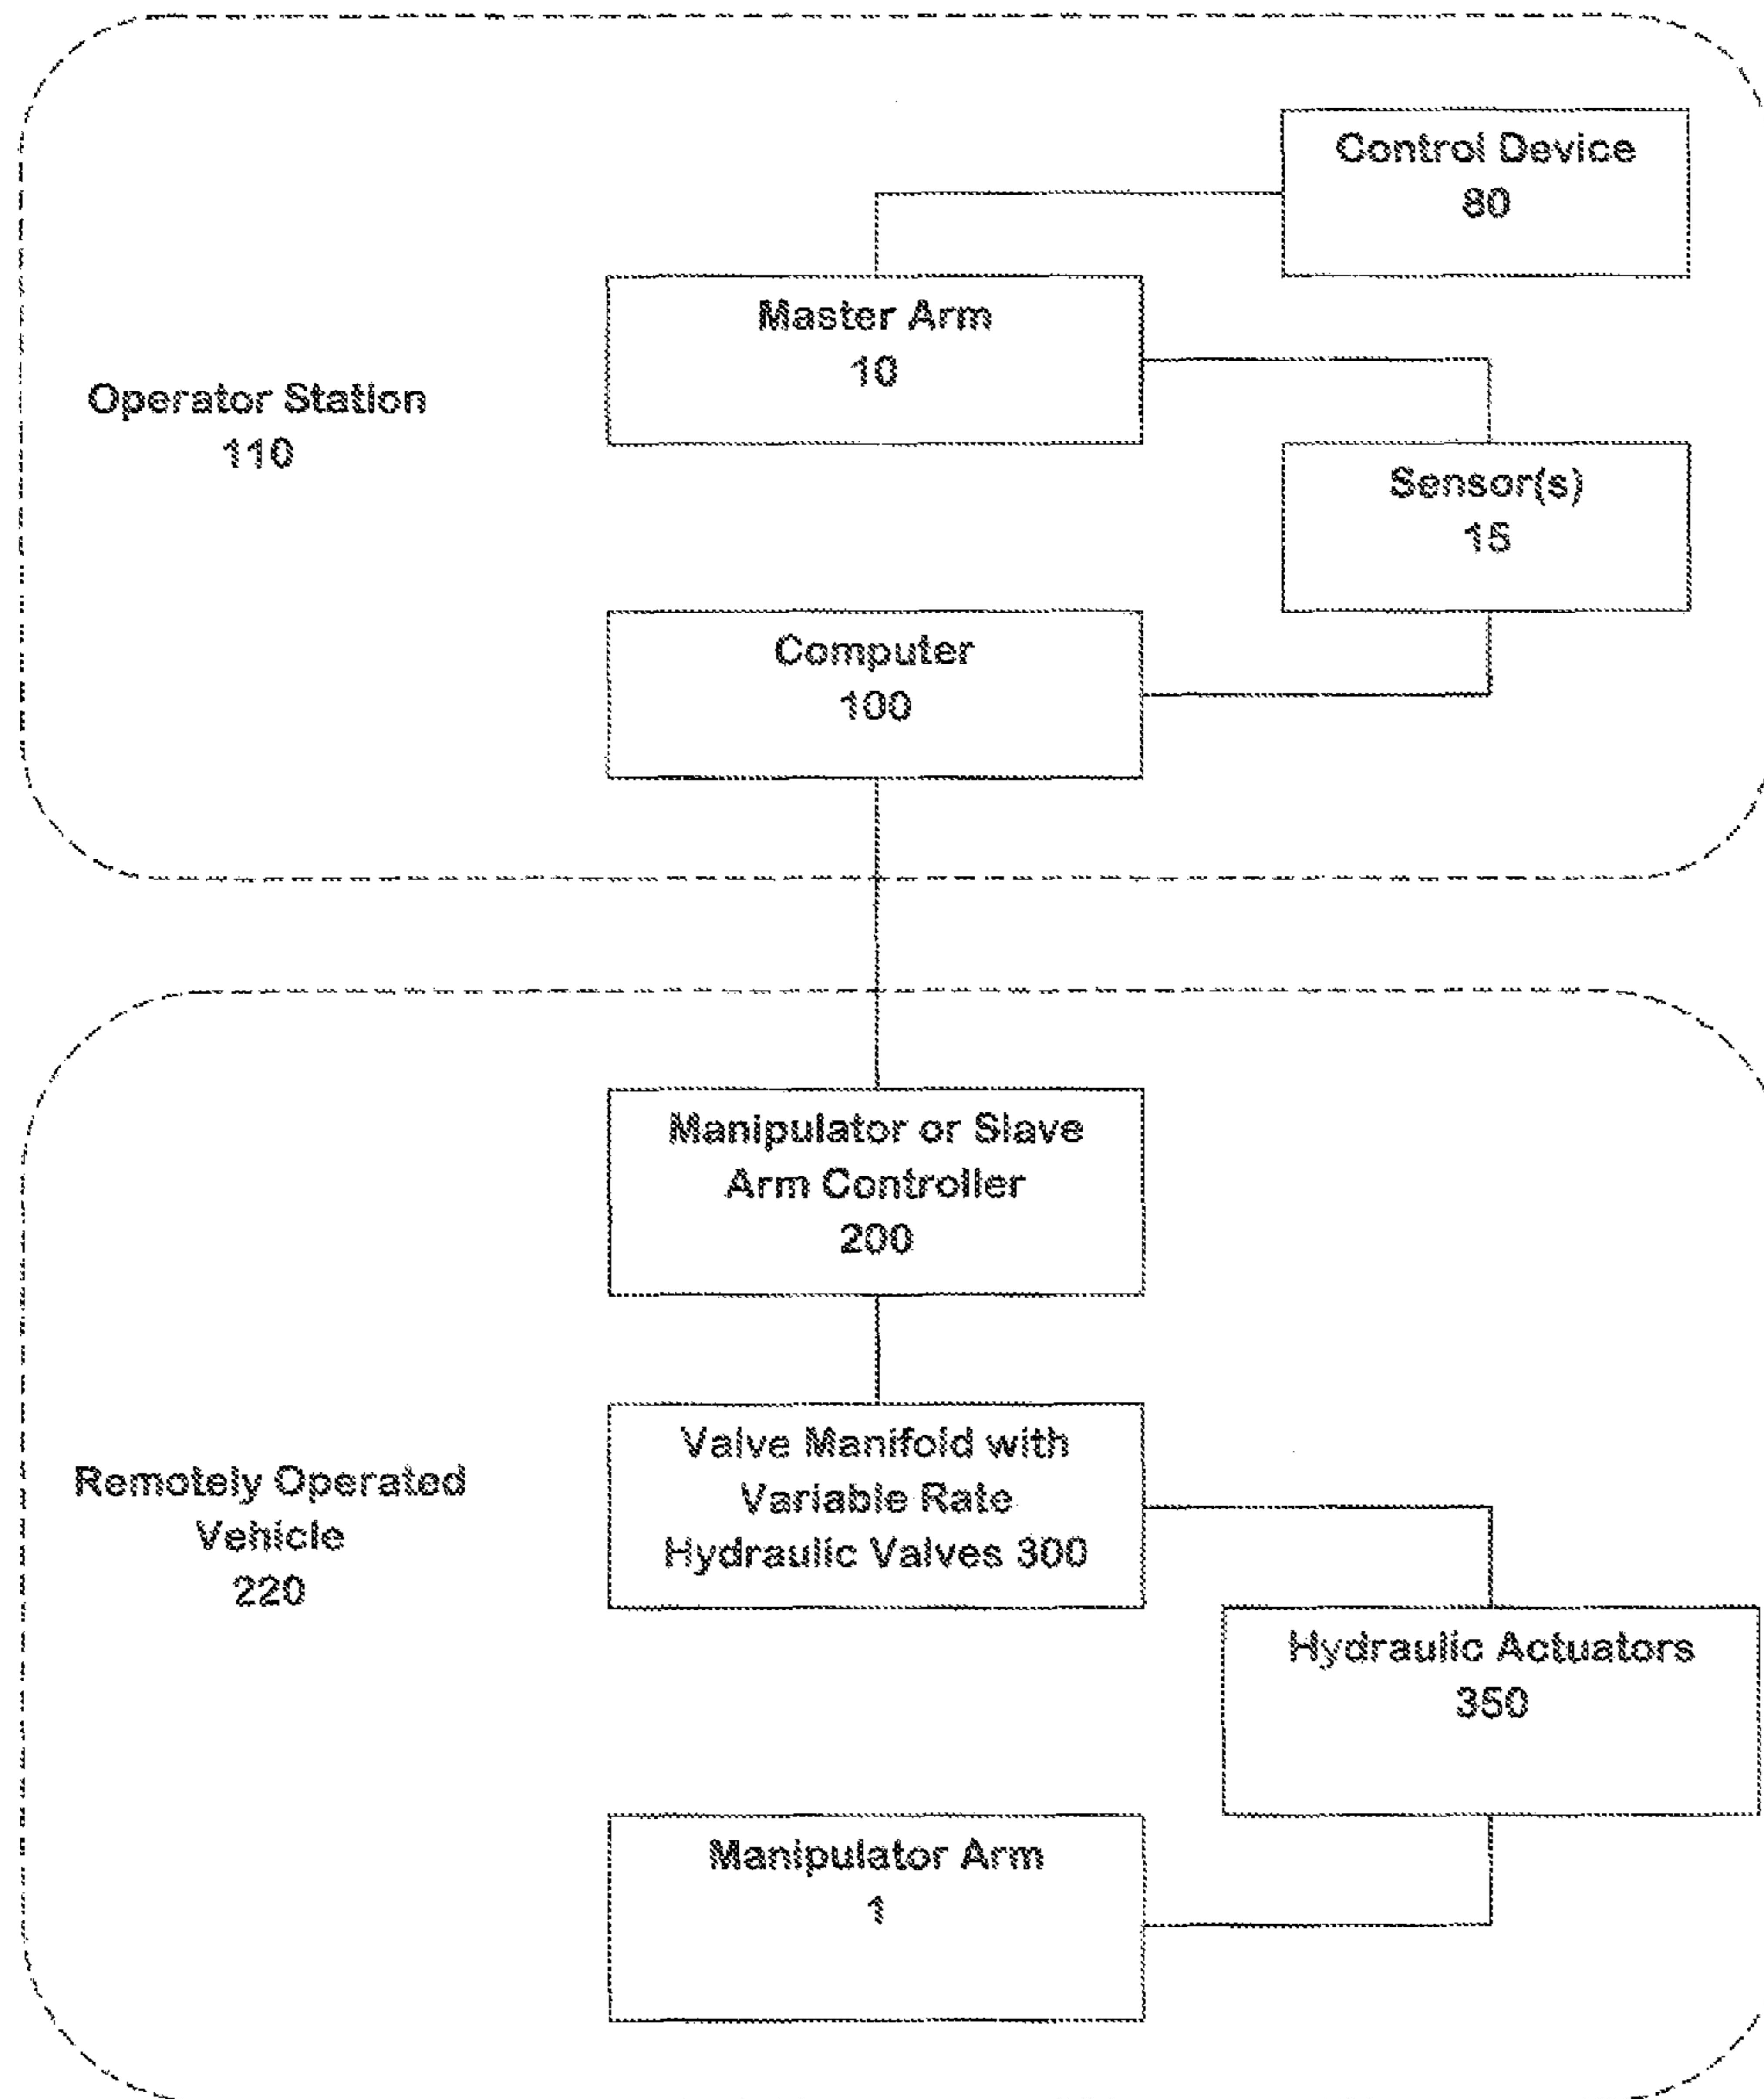 Control Device
80
Master Arm
10
Operator Station
110
Sensor(s)
15
Computer
100
Manipulator or Slave
Arm Controller
200
Valve Manifold with
Variable Rate
Hydraulic Valves 300
Remotely Operated
Vehicle
220
Hydraulic Actuators
350
Manipulator Arm
1